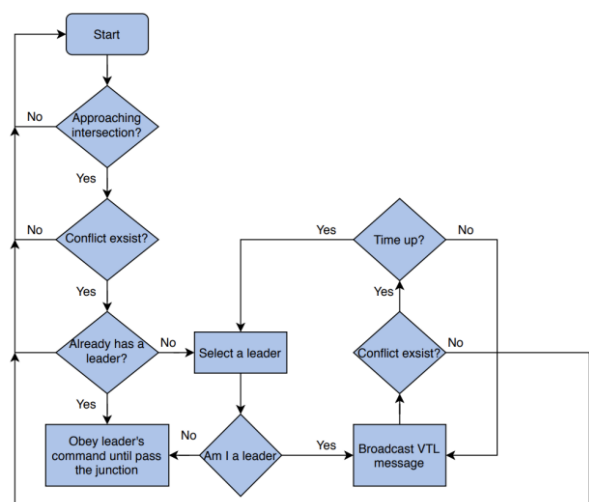 Start
No
Approaching
intersection?
Yes
No
Conflict exsist?
Yes
Already has a
leader?
No
Yes
Select a leader
Obey leader's
command until pass
the junction
No
Am I a leader
Yes
Yes
Time up?
No
Yes
Conflict exsist?
No
Broadcast VTL
message